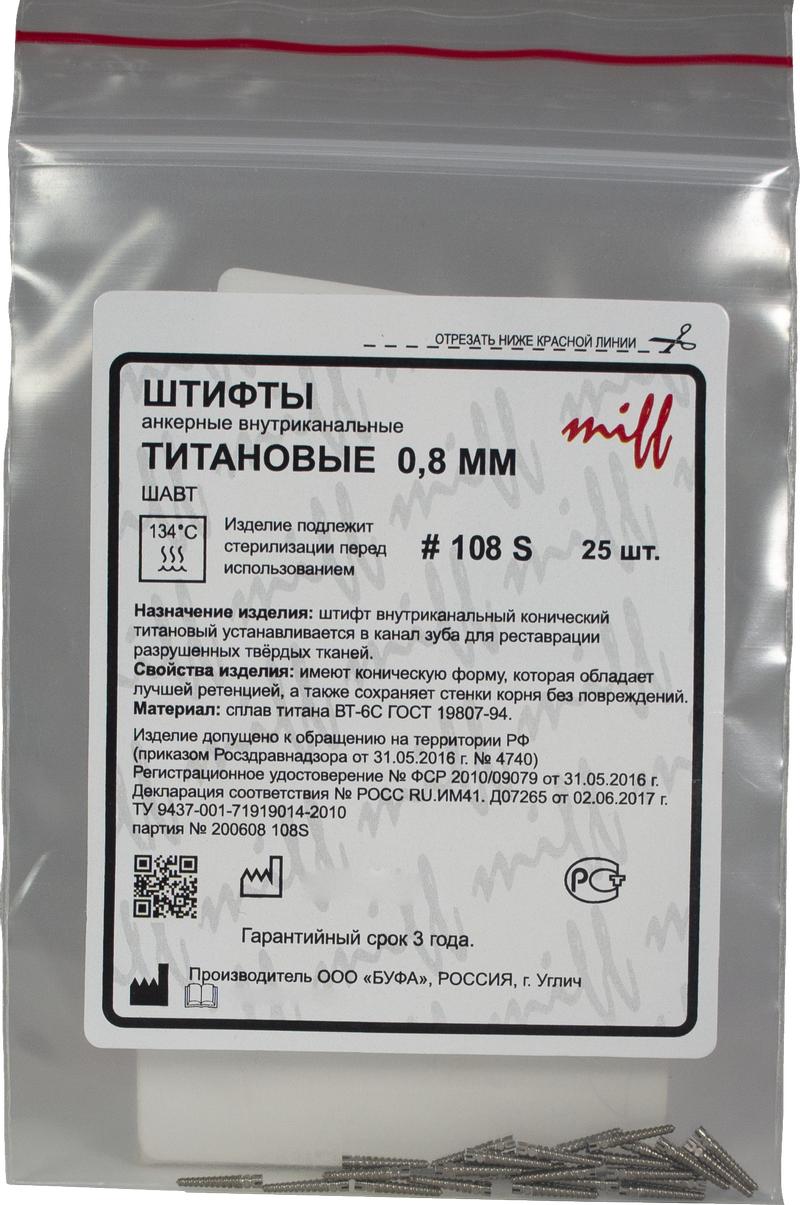 ОТРЕЗАТЬ НИЖЕ КРАСНОЙ ЛИНИИ
ШТИФТЫ
анкерные внутриканальные
miff
ТИТАНОВЫЕ 0,8 ММ
ШАВТ
134°C
Изделие подлежит
стерилизации перед
использованием
# 108 S 25 шт.
Назначение изделия: штифт внутриканальный конический
титановый устанавливается в канал зуба для реставрации
разрушенных твёрдых тканей.
Свойства изделия: имеют коническую форму, которая обладает
лучшей ретенцией, а также сохраняет стенки корня без повреждений.
Материал: сплав титана ВТ-6С ГОСТ 19807-94.
Изделие допущено к обращению на территории РФ
(приказом Росздравнадзора от 31.05.2016 г. № 4740)
Регистрационное удостоверение № ФСР 2010/09079 от 31.05.2016 г.
Декларация соответствия № РОСС RU.ИМ41. Д07265 от 02.06.2017 г.
ТУ 9437-001-71919014-2010
партия № 200608 108S
РСТ
Гарантийный срок 3 года.
Производитель ООО «БУФА», РОССИЯ, г. Углич